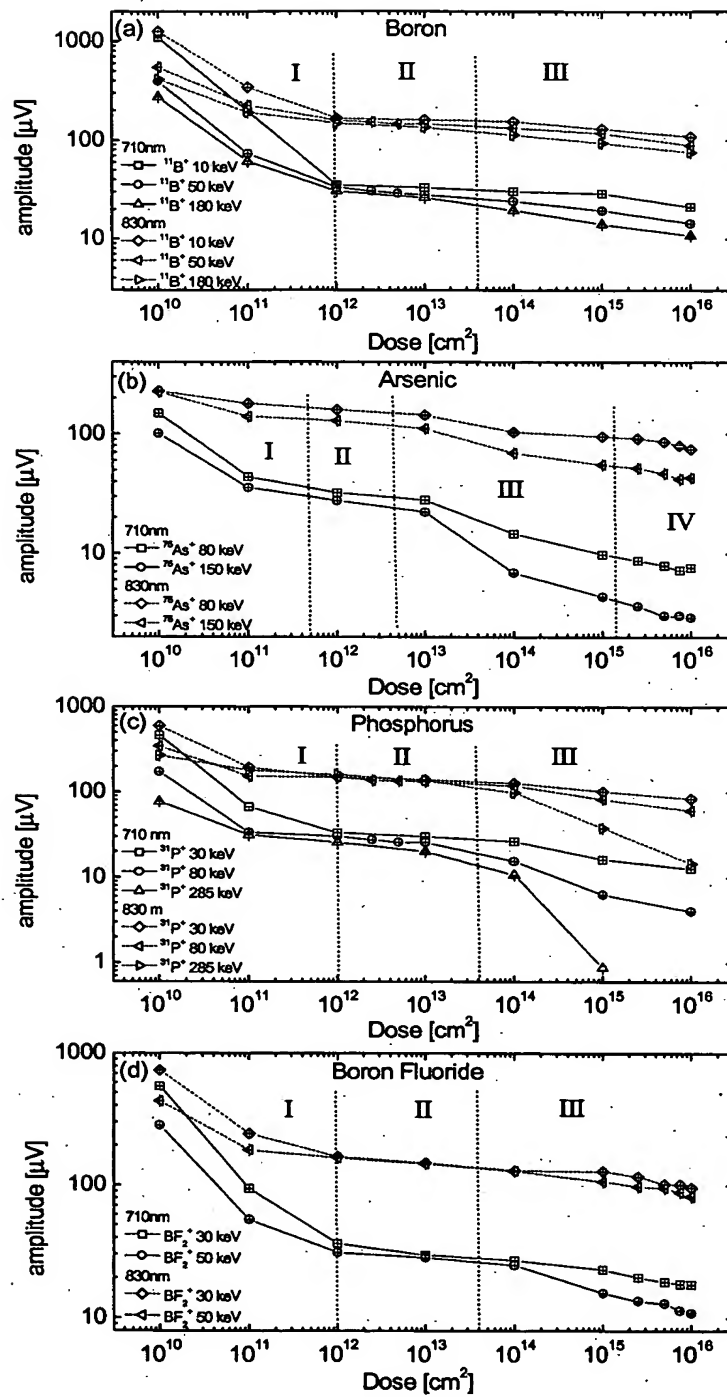 (a) Boron
1000
100
10
amplitude [µV]
I II III
710nm
¹¹B⁺ 10 keV
¹¹B⁺ 50 keV
¹¹B⁺ 180 keV
830nm
¹¹B⁺ 10 keV
¹¹B⁺ 50 keV
¹¹B⁺ 180 keV
10¹⁰ 10¹¹ 10¹² 10¹³ 10¹⁴ 10¹⁵ 10¹⁶
Dose [cm²]
(b) Arsenic
100
10
amplitude [µV]
I II III IV
710nm
⁷⁵As⁺ 80 keV
⁷⁵As⁺ 150 keV
830nm
⁷⁵As⁺ 80 keV
⁷⁵As⁺ 150 keV
10¹⁰ 10¹¹ 10¹² 10¹³ 10¹⁴ 10¹⁵ 10¹⁶
Dose [cm²]
(c) Phosphorus
1000
100
10
1
amplitude [µV]
I II III
710 nm
³¹P⁺ 30 keV
³¹P⁺ 80 keV
³¹P⁺ 285 keV
830 m
³¹P⁺ 30 keV
³¹P⁺ 80 keV
³¹P⁺ 285 keV
10¹⁰ 10¹¹ 10¹² 10¹³ 10¹⁴ 10¹⁵ 10¹⁶
Dose [cm²]
(d) Boron Fluoride
1000
100
10
amplitude [µV]
I II III
710nm
BF₂⁺ 30 keV
BF₂⁺ 50 keV
830nm
BF₂⁺ 30 keV
BF₂⁺ 50 keV
10¹⁰ 10¹¹ 10¹² 10¹³ 10¹⁴ 10¹⁵ 10¹⁶
Dose [cm²]